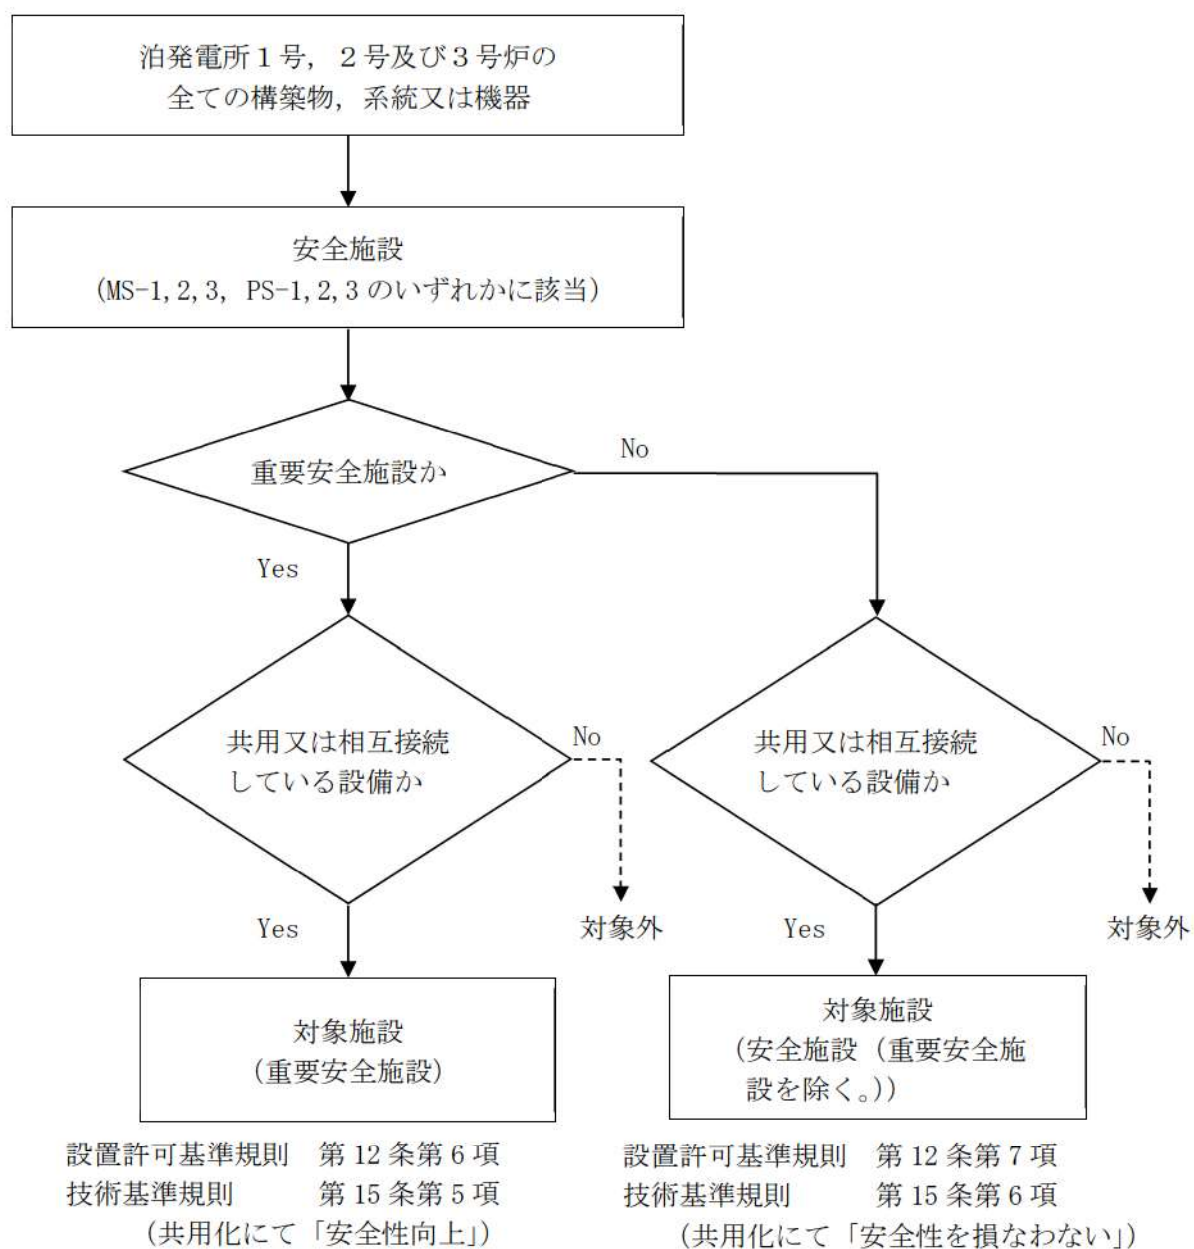 泊発電所1号，2号及び3号炉の
全ての構築物，系統又は機器
安全施設
（MS-1,2,3，PS-1,2,3のいずれかに該当）
重要安全施設か
No
Yes
共用又は相互接続
している設備か
No
共用又は相互接続
している設備か
No
Yes
対象外
Yes
対象外
対象施設
（重要安全施設）
対象施設
（安全施設（重要安全施
設を除く。））
設置許可基準規則　第12条第6項
技術基準規則　第15条第5項
（共用化にて「安全性向上」）
設置許可基準規則　第12条第7項
技術基準規則　第15条第6項
（共用化にて「安全性を損なわない」）